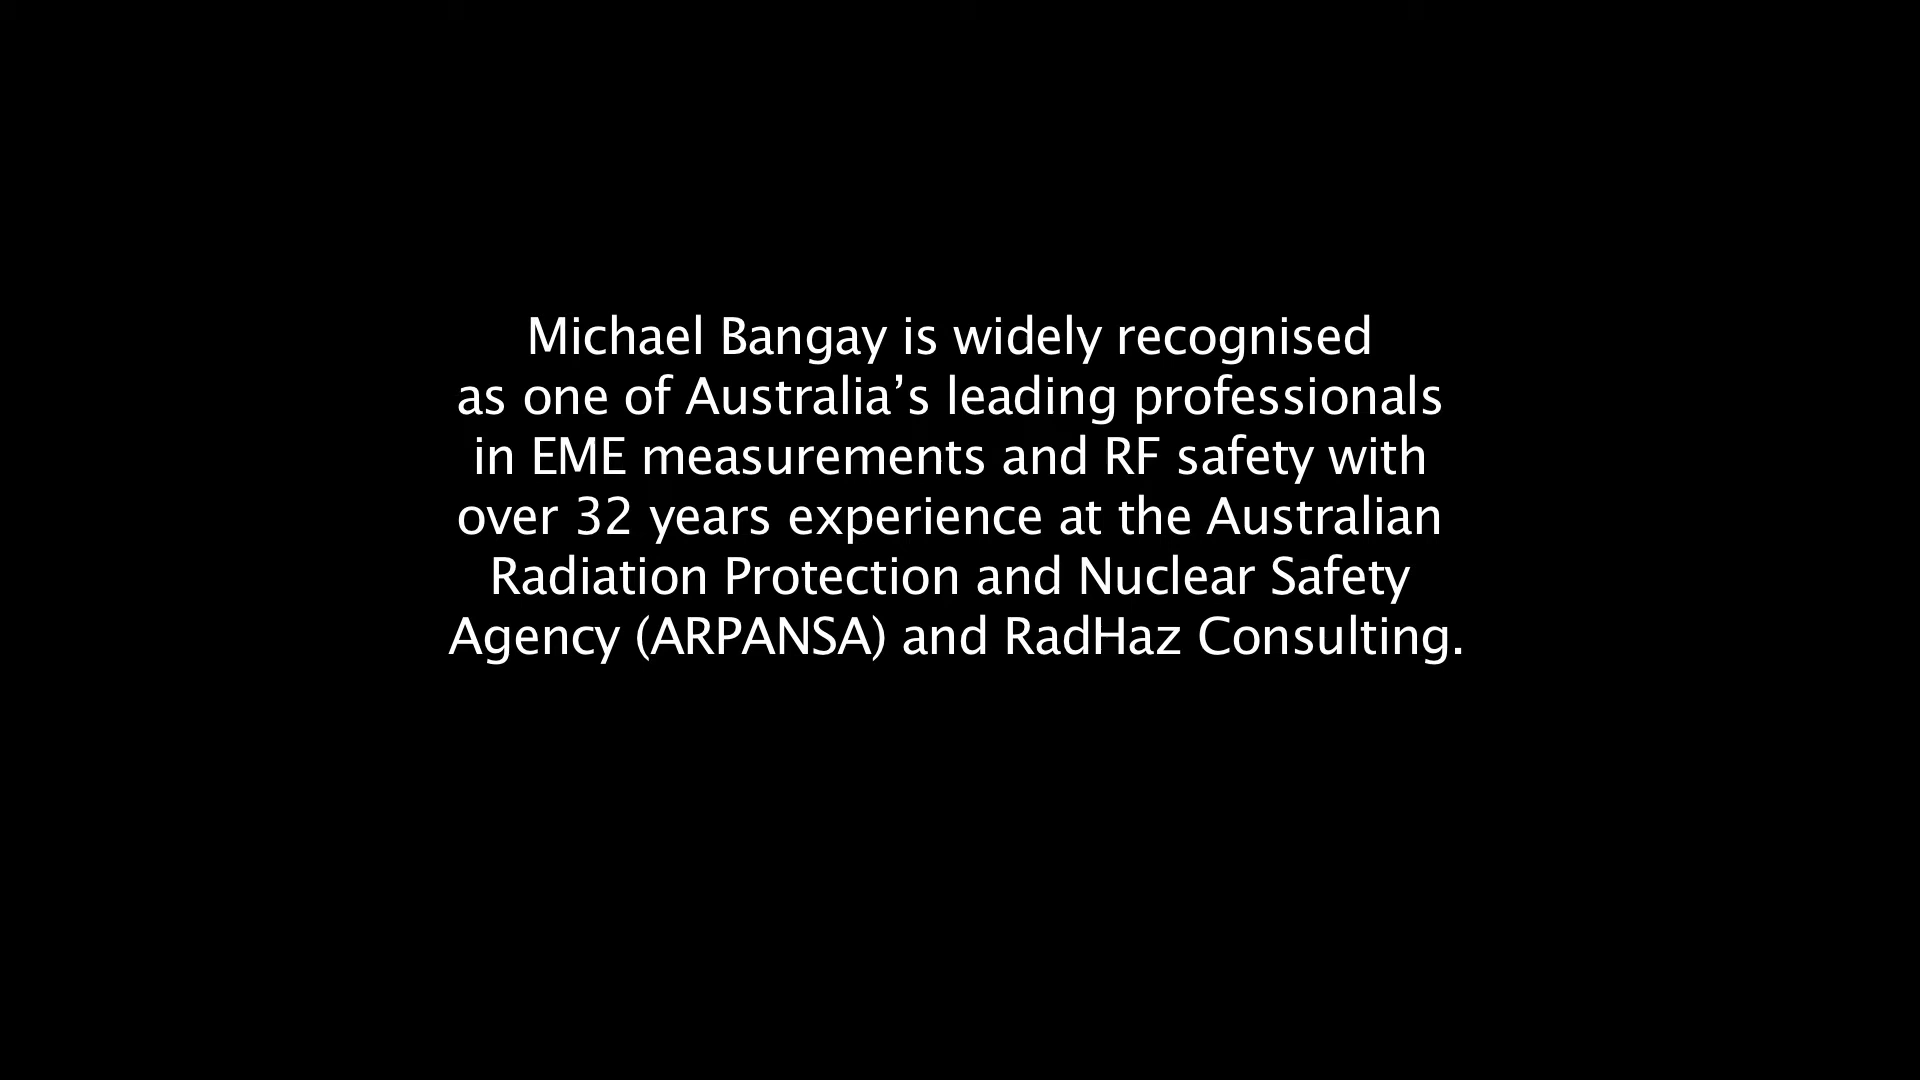 Michael Bangay is widely recognised
as one of Australia’s leading professionals
in EME measurements and RF safety with
over 32 years experience at the Australian
Radiation Protection and Nuclear Safety
Agency (ARPANSA) and RadHaz Consulting.